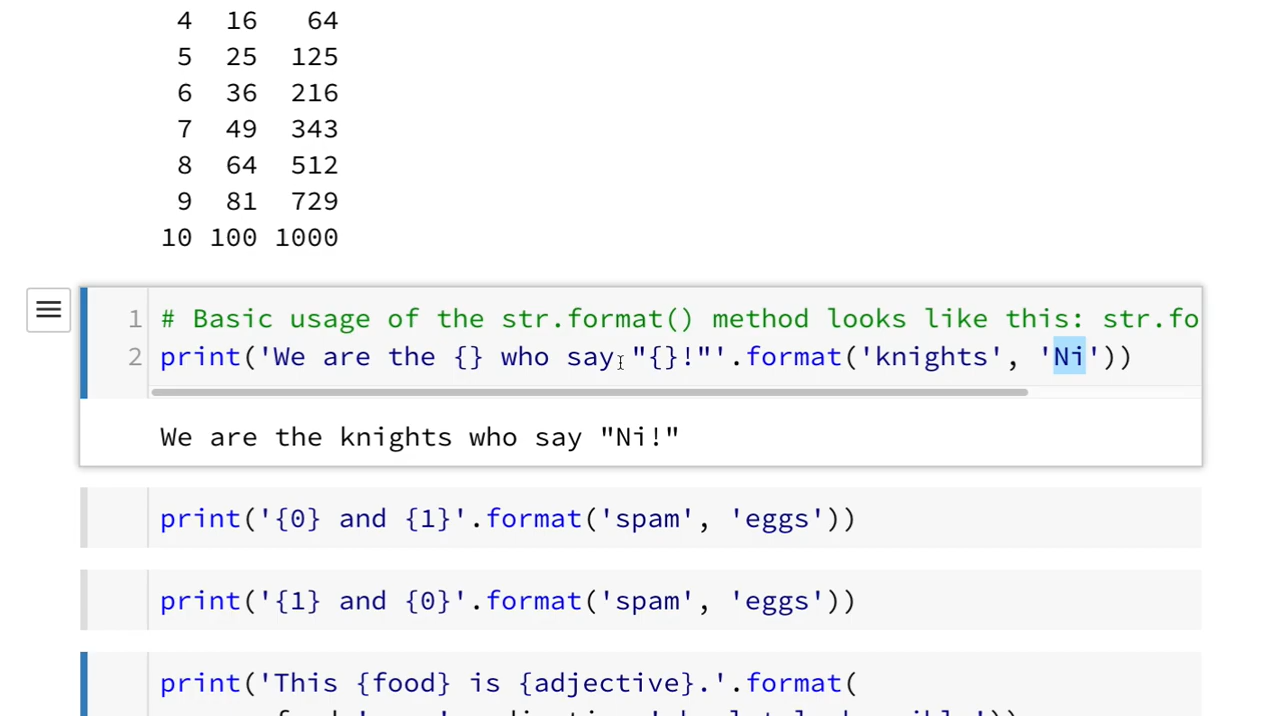 4 16 64
5 25 125
6 36 216
7 49 343
8 64 512
9 81 729
10 100 1000
1 # Basic usage of the str.format() method looks like this: str.fo
2 print('We are the {} who say "{}!"'.format('knights', 'Ni'))
We are the knights who say "Ni!"
print('{0} and {1}'.format('spam', 'eggs'))
print('{1} and {0}'.format('spam', 'eggs'))
print('This {food} is {adjective}.'.format(